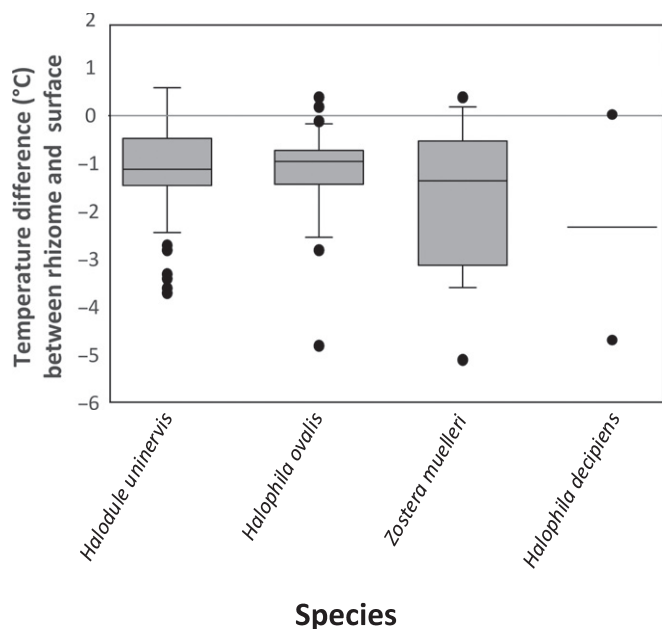 Temperature difference (°C)
between rhizome and surface
2
1
0
–1
–2
–3
–4
–5
–6
Halodule uninervis
Halophila ovalis
Zostera muelleri
Halophila decipiens
Species